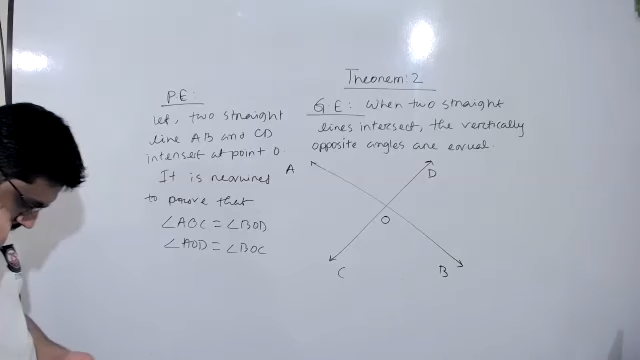 Theorem: 2
P.E:
Let, two straight
line AB and CD
intersect at point O.
It is required
to prove that
∠AOC = ∠BOD
∠AOD = ∠BOC
G.E: When two straight
lines intersect, the vertically
opposite angles are equal.
A
D
O
C
B